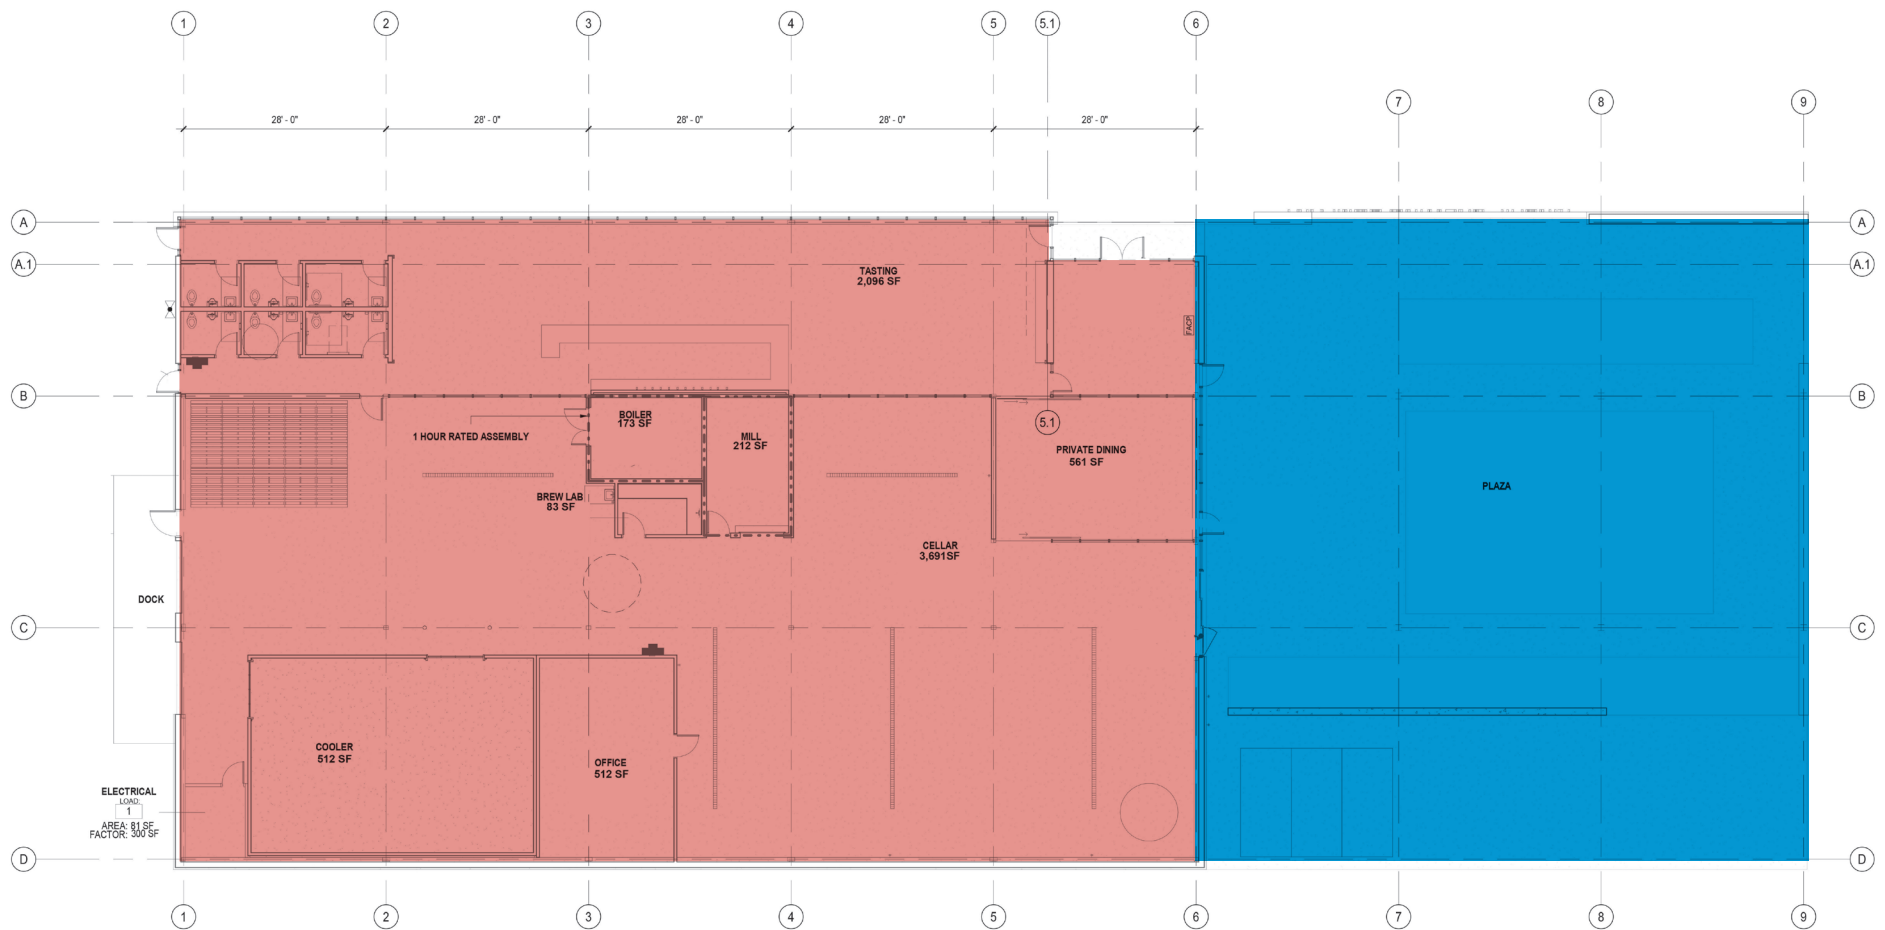 1 2 3 4 5 5.1 6
7 8 9
28' - 0" 28' - 0" 28' - 0" 28' - 0" 28' - 0"
A A
A.1 A.1
TASTING
2,096 SF
FACP
B B
BOILER
173 SF
5.1
1 HOUR RATED ASSEMBLY
MILL
212 SF
PRIVATE DINING
561 SF
PLAZA
BREW LAB
83 SF
CELLAR
3,691SF
DOCK
C C
COOLER
512 SF
OFFICE
512 SF
ELECTRICAL
LOAD:
1
AREA: 81 SF
FACTOR: 300 SF
D D
1 2 3 4 5 6 7 8 9